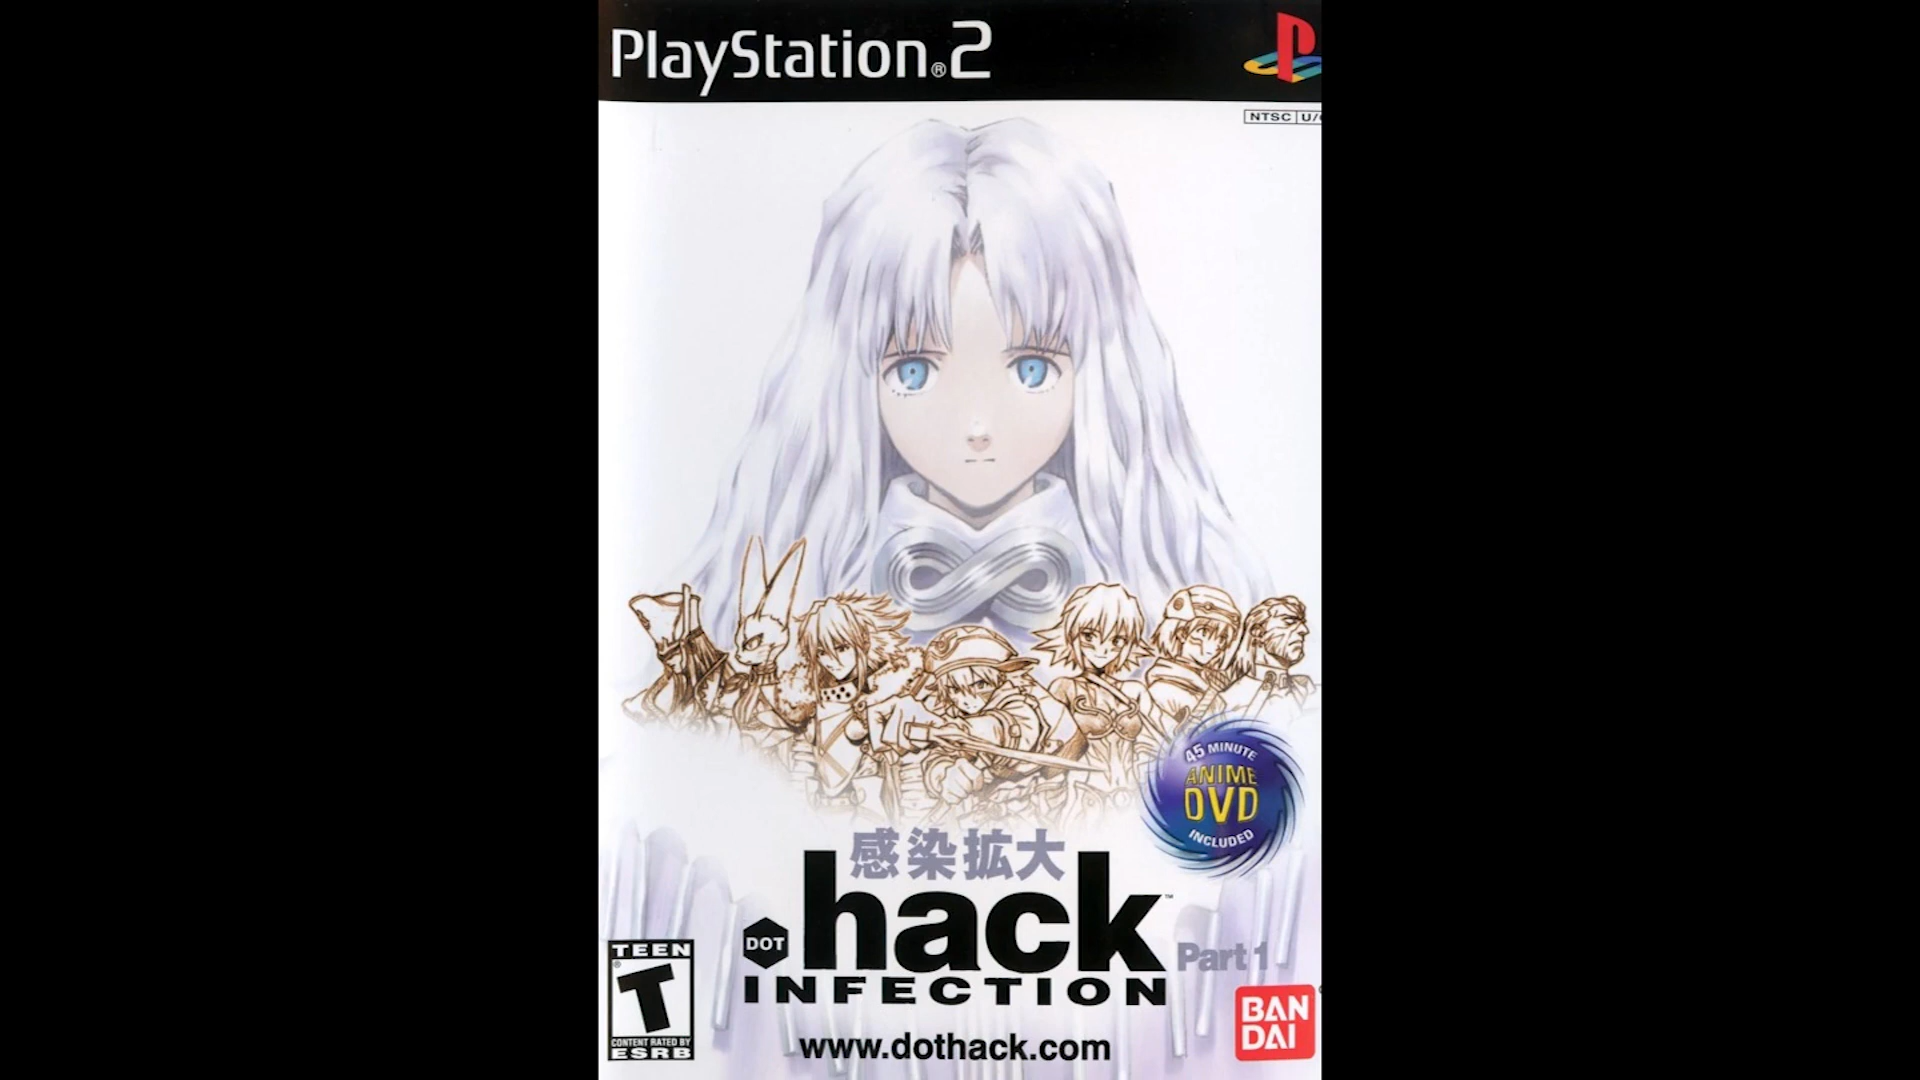 PlayStation®2
NTSC U/
45 MINUTE
ANIME
DVD
INCLUDED
感染拡大
DOT .hack™ Part 1
INFECTION
www.dothack.com
TEEN
T
®
CONTENT RATED BY
ESRB
BAN
DAI